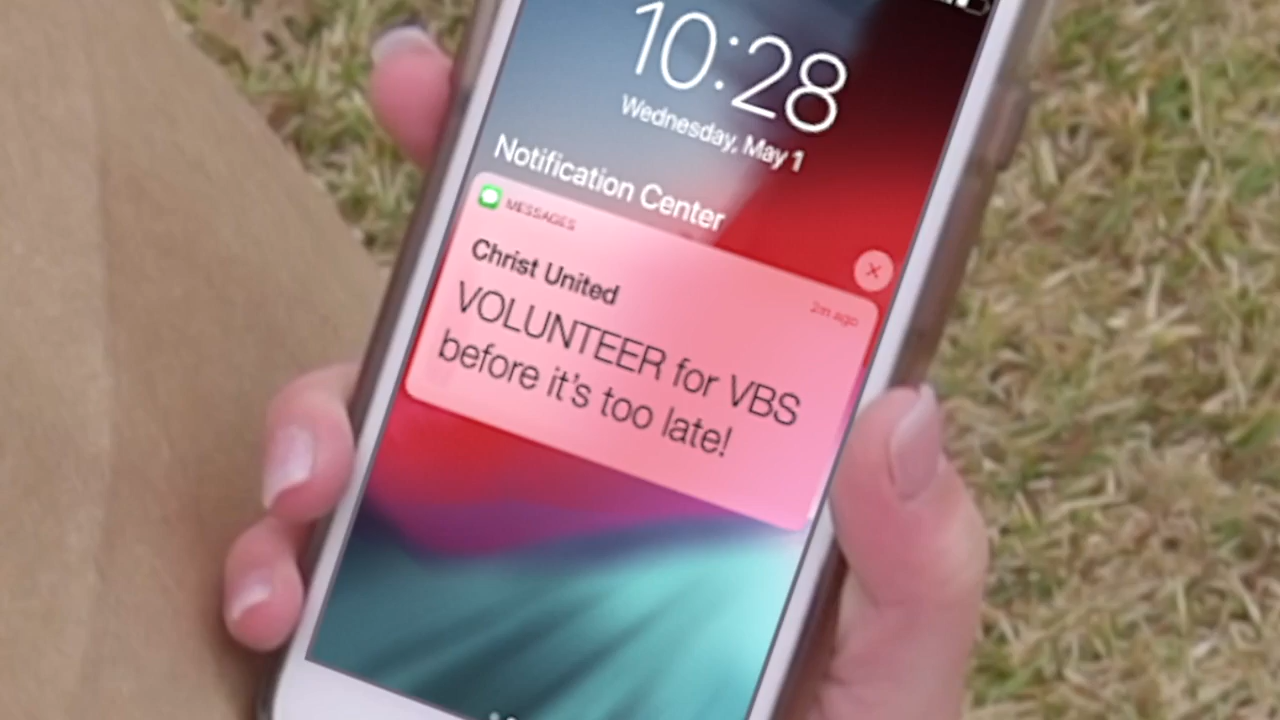 10:28
Wednesday, May 1
Notification Center
MESSAGES
2m ago
Christ United
VOLUNTEER for VBS
before it's too late!